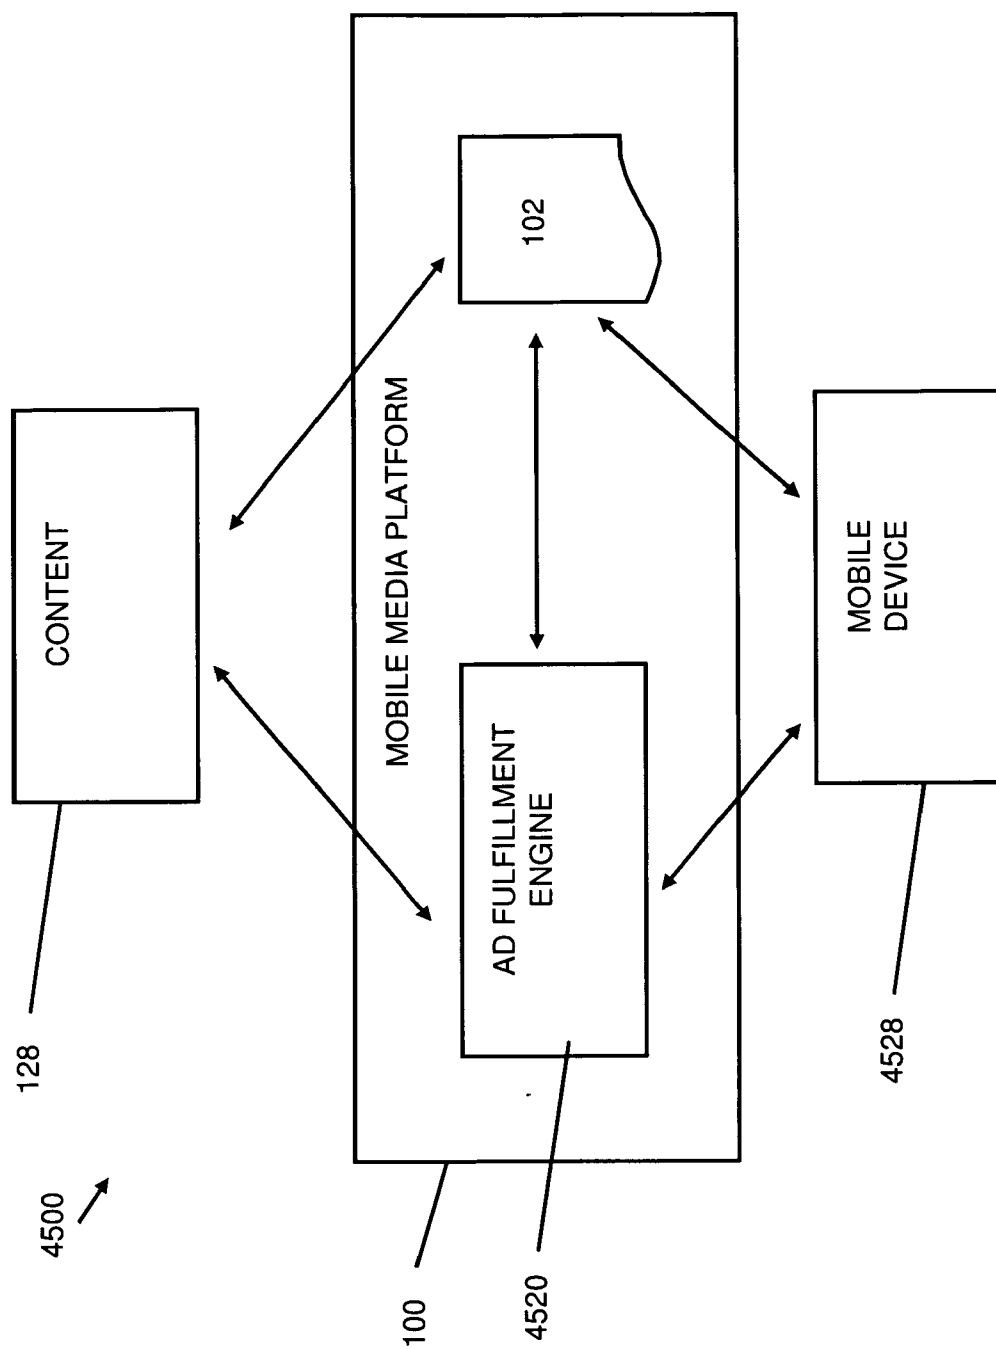 4500
128
CONTENT
100
MOBILE MEDIA PLATFORM
4520
AD FULFILLMENT
ENGINE
102
4528
MOBILE
DEVICE